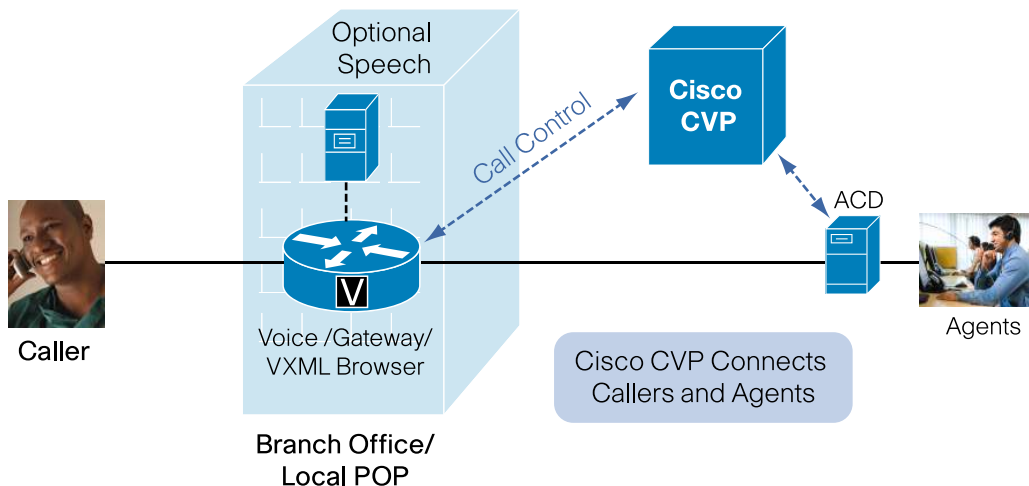 Optional
Speech
Cisco
CVP
Call Control
ACD
V
Caller
Voice /Gateway/
VXML Browser
Agents
Cisco CVP Connects
Callers and Agents
Branch Office/
Local POP